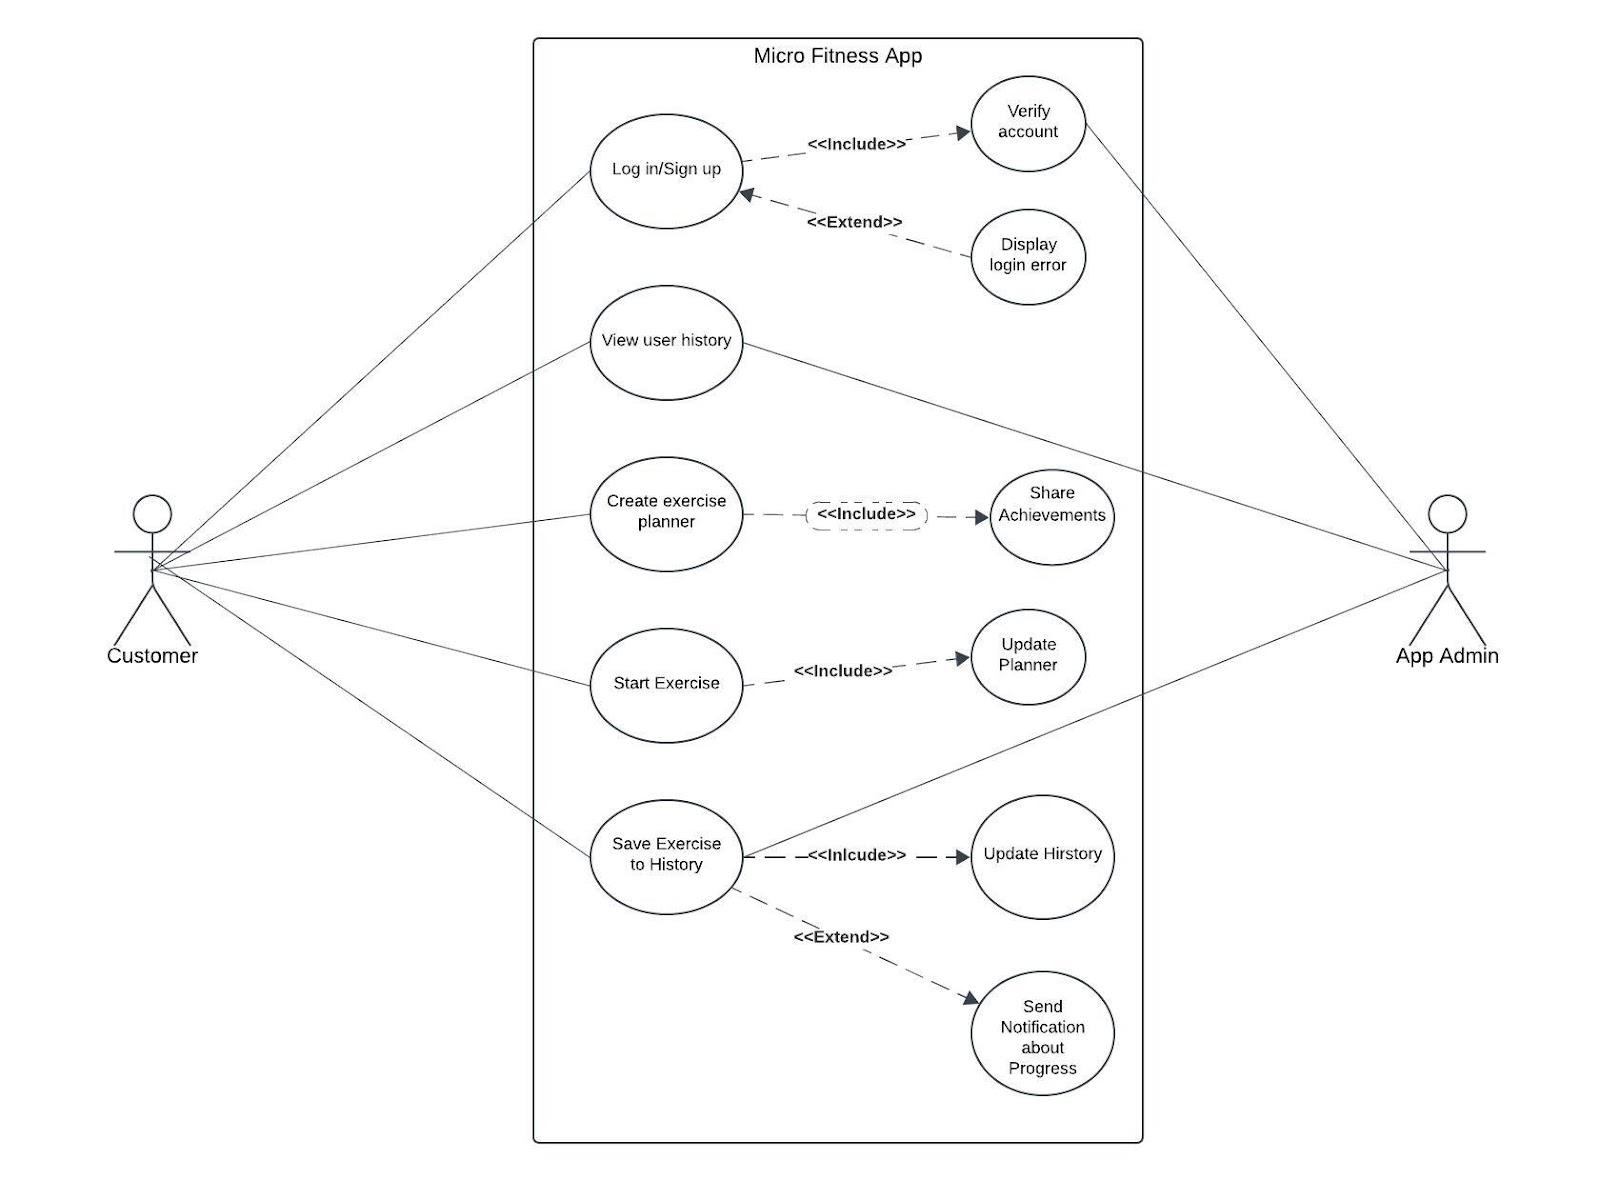 Micro Fitness App
Verify
account
<<Include>>
Log in/Sign up
<<Extend>>
Display
login error
View user history
Create exercise
planner
<<Include>>
Share
Achievements
Customer
App Admin
Start Exercise
<<Include>>
Update
Planner
Save Exercise
to History
<<Inlcude>>
Update Hirstory
<<Extend>>
Send
Notification
about
Progress